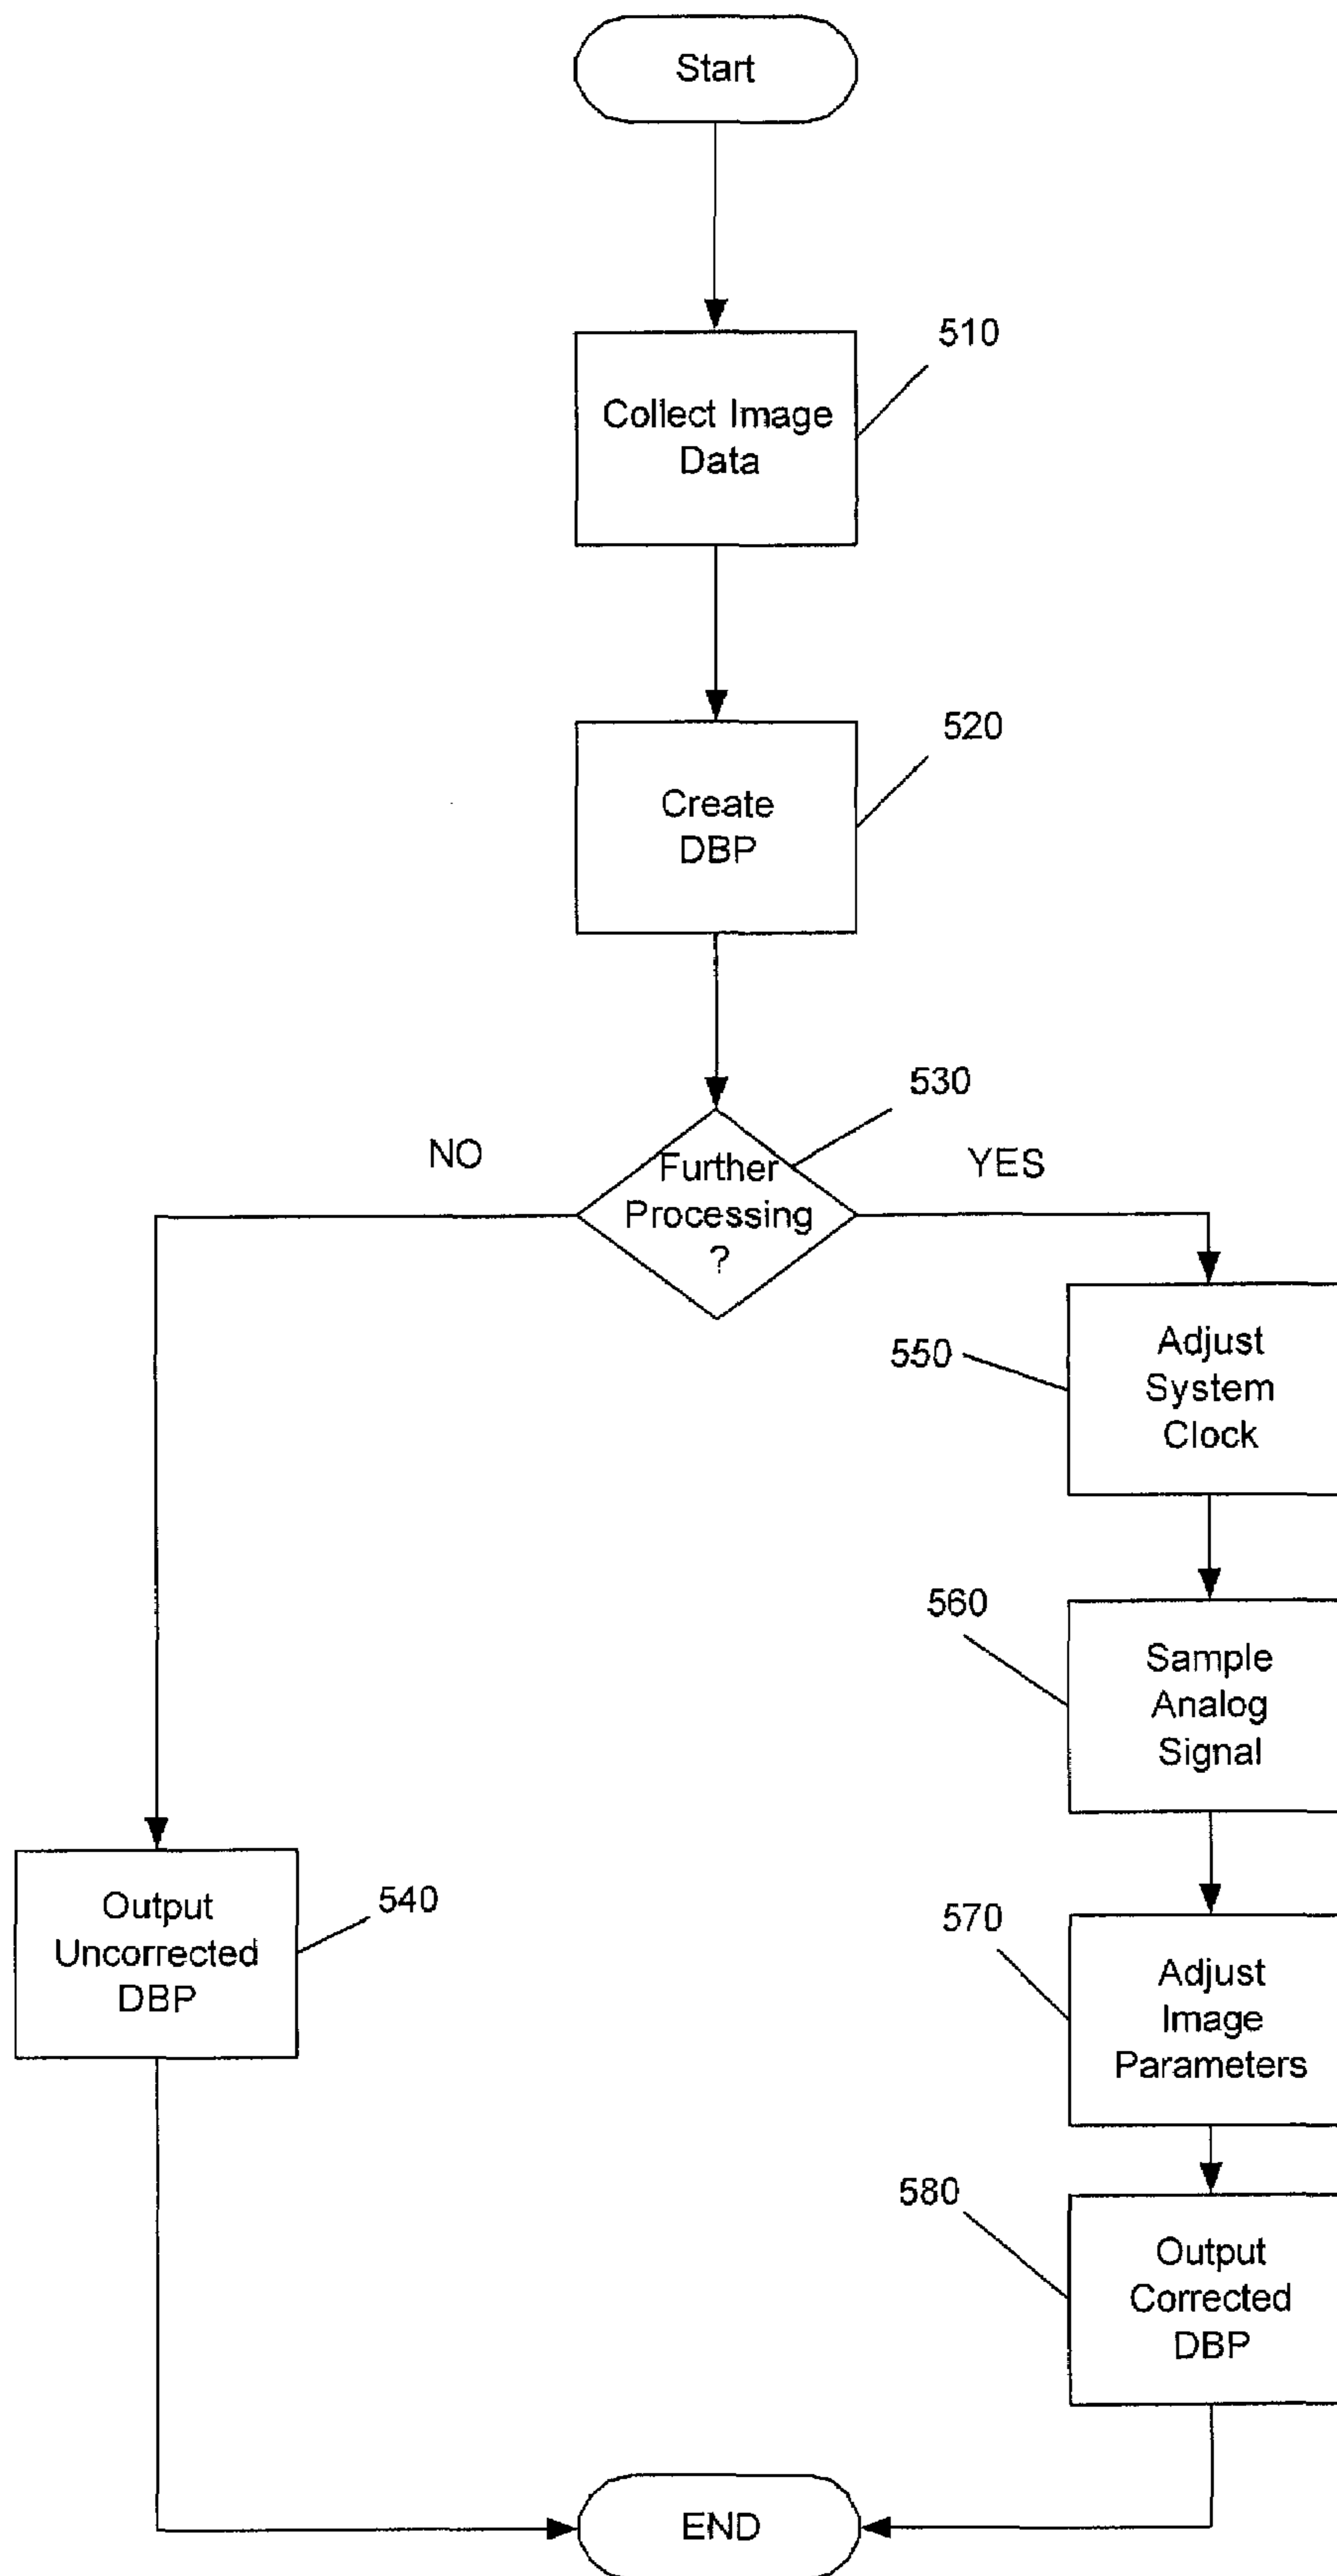 Start
510
Collect Image
Data
520
Create
DBP
530
NO
YES
Further
Processing
?
550
Adjust
System
Clock
560
Sample
Analog
Signal
540
Output
Uncorrected
DBP
570
Adjust
Image
Parameters
580
Output
Corrected
DBP
END